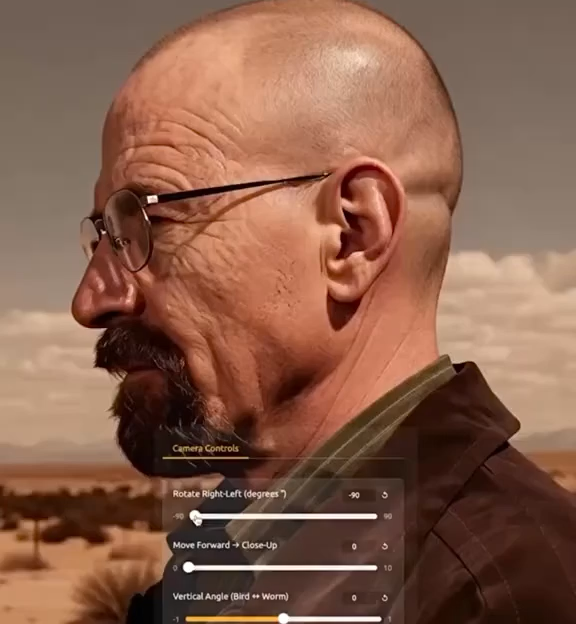 Camera Controls
Rotate Right-Left (degrees °) -90
-90 90
Move Forward → Close-Up 0
0 10
Vertical Angle (Bird ↔ Worm) 0
-1 1